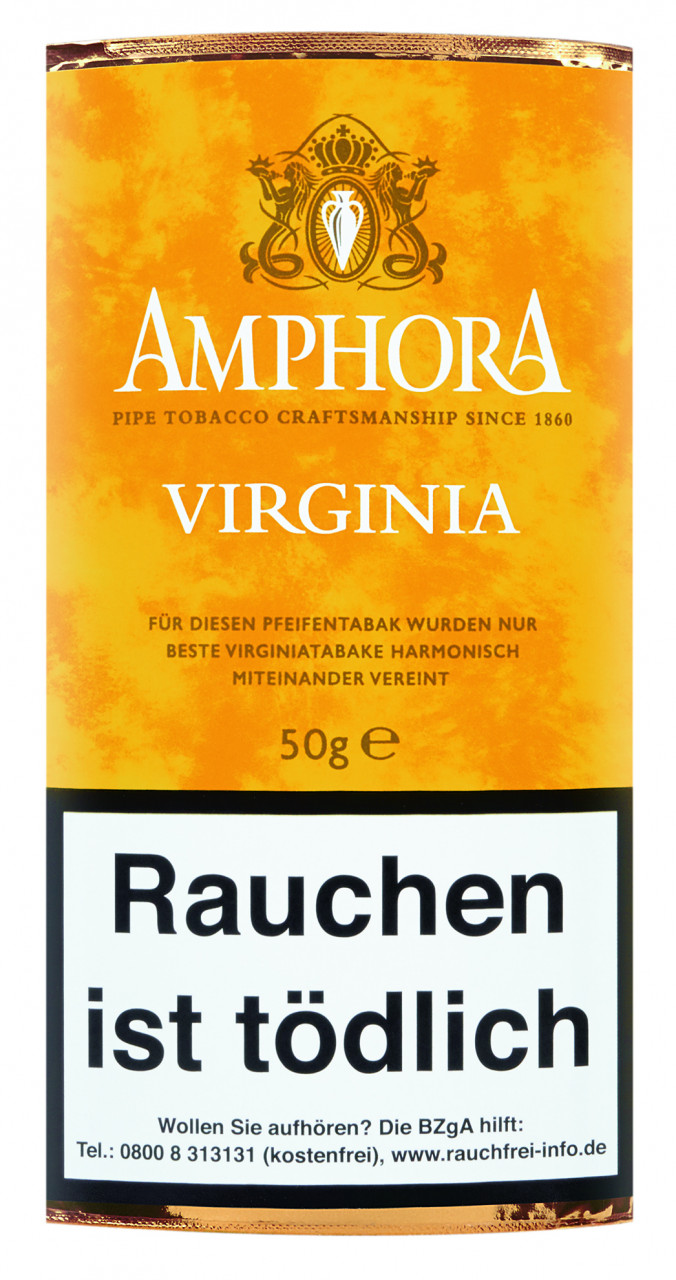 AMPHORA
PIPE TOBACCO CRAFTSMANSHIP SINCE 1860
VIRGINIA
FÜR DIESEN PFEIFENTABAK WURDEN NUR
BESTE VIRGINIATABAKE HARMONISCH
MITEINANDER VEREINT
50g ℮
Rauchen
ist tödlich
Wollen Sie aufhören? Die BZgA hilft:
Tel.: 0800 8 313131 (kostenfrei), www.rauchfrei-info.de